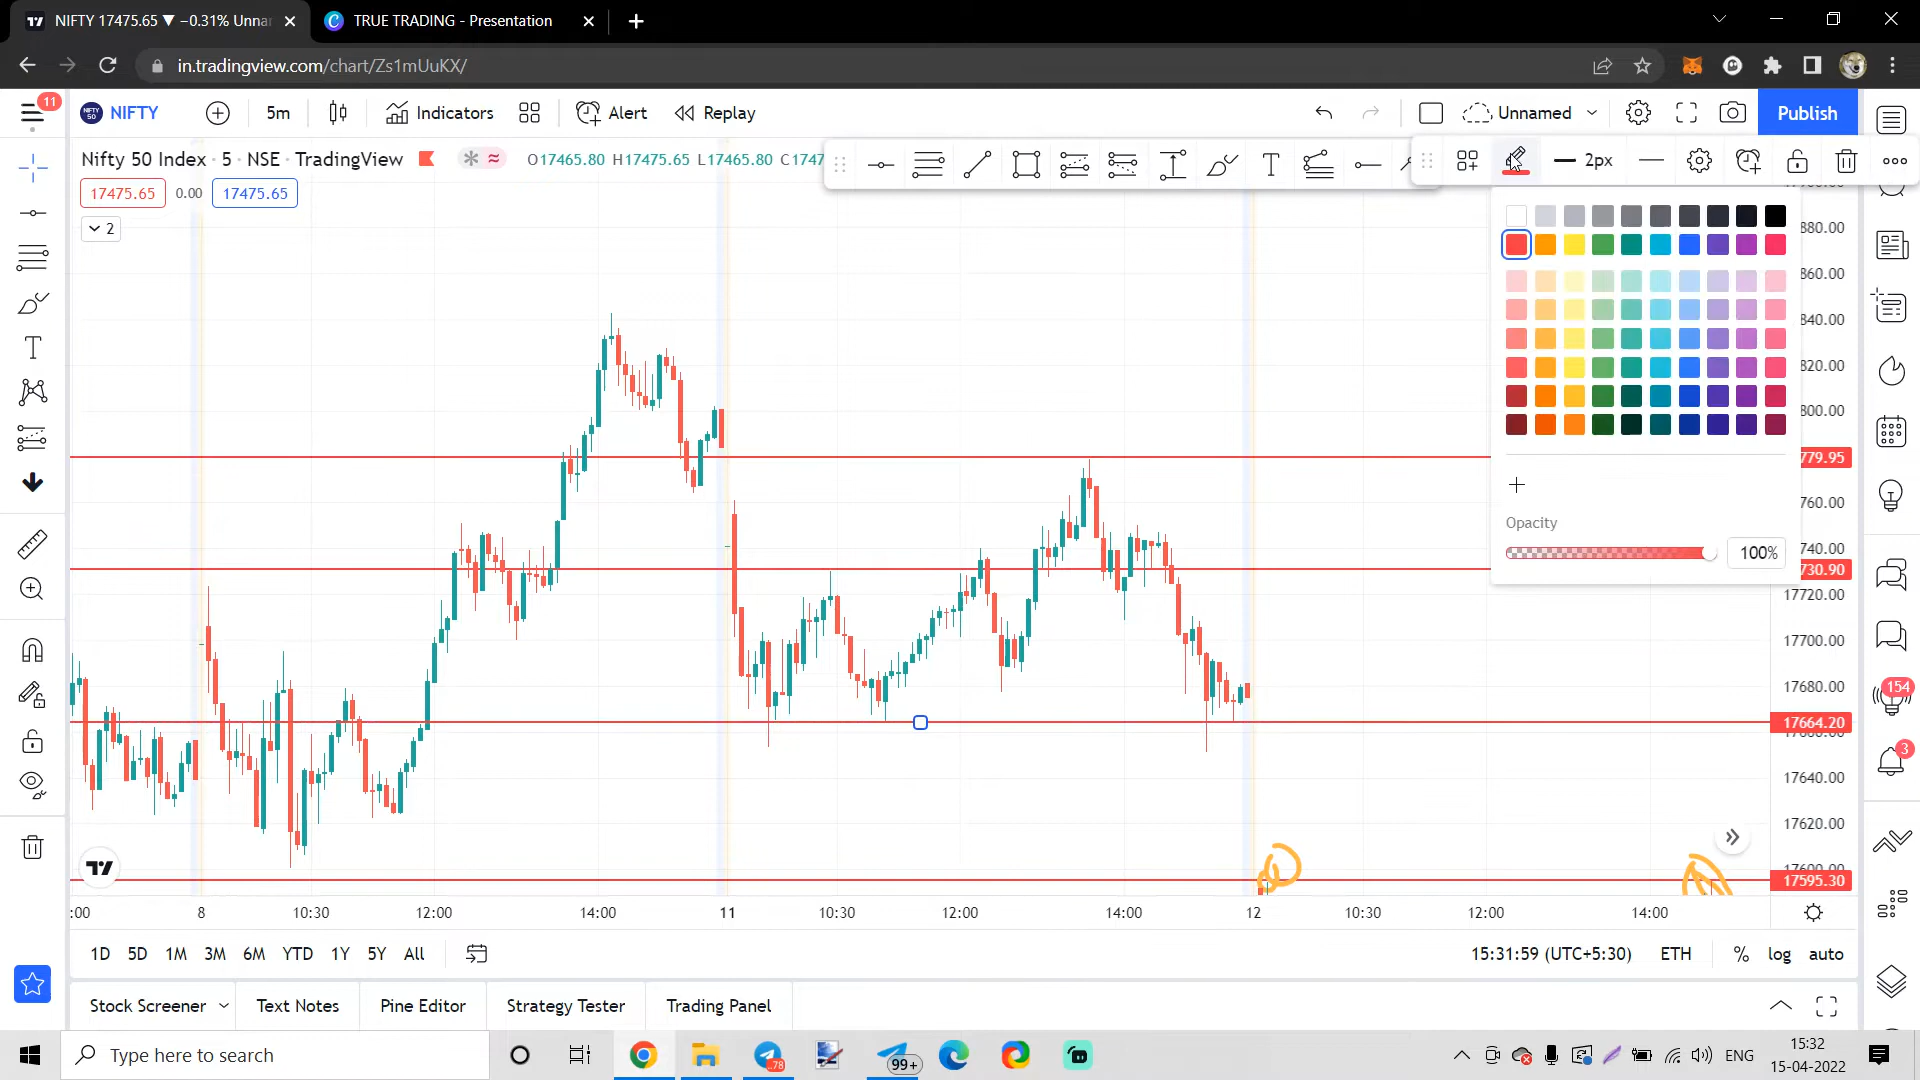 NIFTY 17475.65 ▼ −0.31% Unna
TRUE TRADING - Presentation
in.tradingview.com/chart/Zs1mUuKX/
11
NIFTY
5m
Indicators
Alert
Replay
Unnamed
Publish
Nifty 50 Index · 5 · NSE · TradingView
O17465.80 H17475.65 L17465.80 C1747
T
2px
17475.65
0.00
17475.65
2
880.00
860.00
840.00
820.00
800.00
779.95
760.00
740.00
730.90
17720.00
17700.00
17680.00
17664.20
17640.00
17620.00
17600.00
17595.30
Opacity
100%
154
3
:00
8
10:30
12:00
14:00
11
10:30
12:00
14:00
12
10:30
12:00
14:00
1D 5D 1M 3M 6M YTD 1Y 5Y All
15:31:59 (UTC+5:30) ETH % log auto
Stock Screener Text Notes Pine Editor Strategy Tester Trading Panel
Type here to search
78
99+
ENG
15:32
15-04-2022